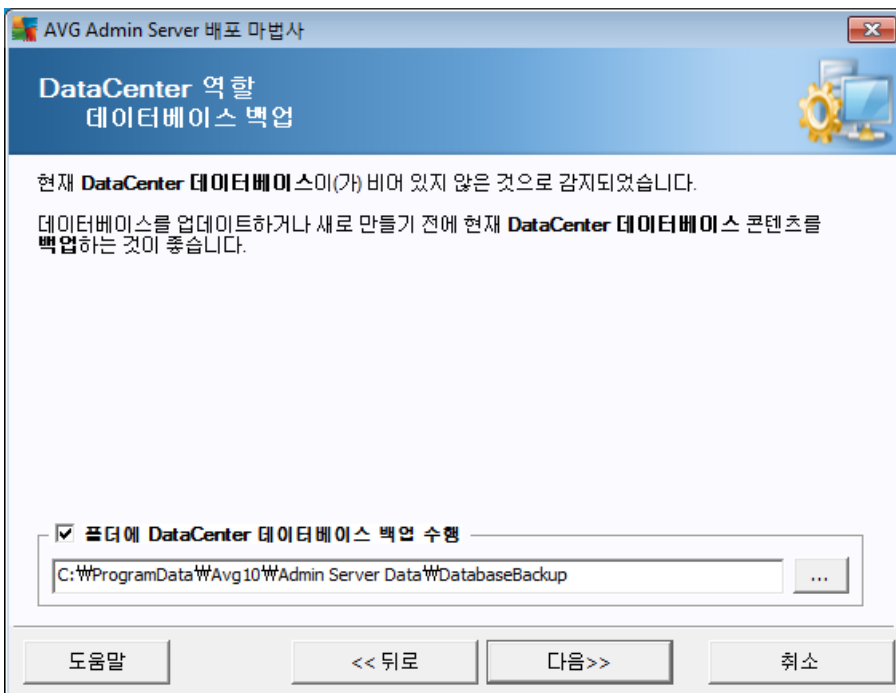 AVG Admin Server 배포 마법사
DataCenter 역할
데이터베이스 백업
현재 DataCenter 데이터베이스이(가) 비어 있지 않은 것으로 감지되었습니다.
데이터베이스를 업데이트하거나 새로 만들기 전에 현재 DataCenter 데이터베이스 콘텐츠를
백업하는 것이 좋습니다.
폴더에 DataCenter 데이터베이스 백업 수행
C:₩ProgramData₩Avg10₩Admin Server Data₩DatabaseBackup
...
도움말
<< 뒤로
다음>>
취소